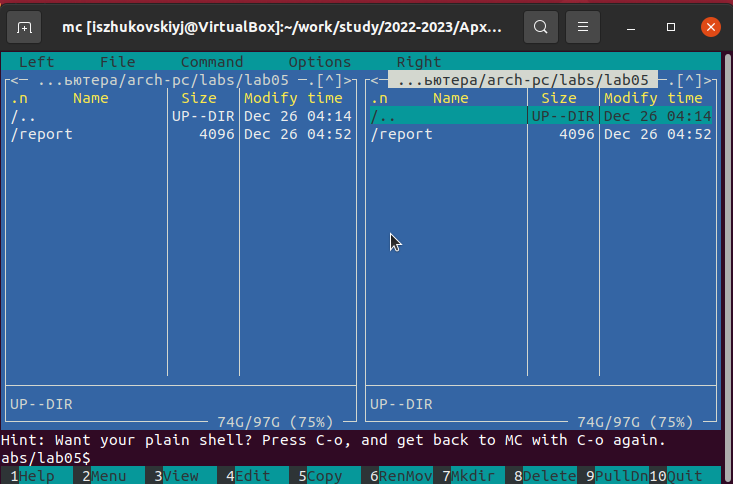 mc [iszhukovskiyj@VirtualBox]:~/work/study/2022-2023/Арх...
Left File Command Options Right
<─ ...ьютера/arch-pc/labs/lab05 ─.[^]> <─ ...ьютера/arch-pc/labs/lab05 ─.[^]>
.n Name Size Modify time .n Name Size Modify time
/.. UP--DIR Dec 26 04:14 /.. UP--DIR Dec 26 04:14
/report 4096 Dec 26 04:52 /report 4096 Dec 26 04:52
UP--DIR UP--DIR
74G/97G (75%) 74G/97G (75%)
Hint: Want your plain shell? Press C-o, and get back to MC with C-o again.
abs/lab05$
1Help 2Menu 3View 4Edit 5Copy 6RenMov 7Mkdir 8Delete 9PullDn 10Quit